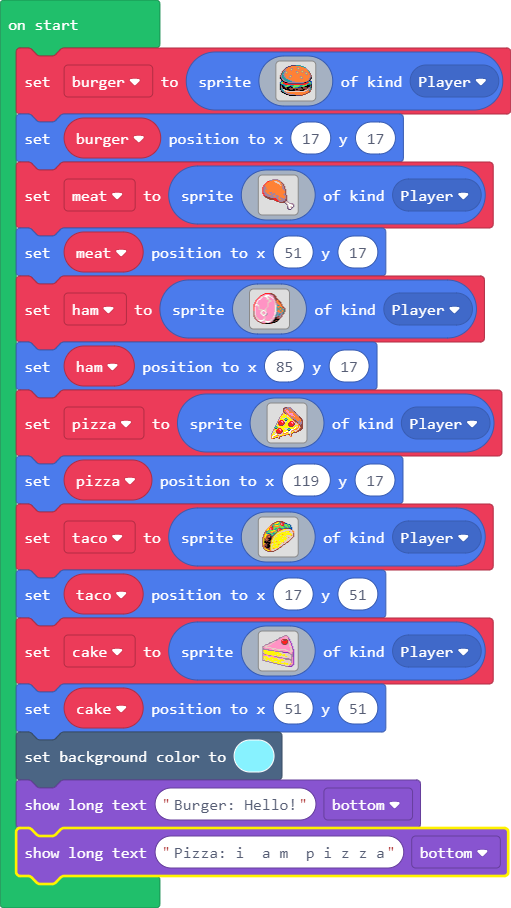 on start
set burger to sprite of kind Player
set burger position to x 17 y 17
set meat to sprite of kind Player
set meat position to x 51 y 17
set ham to sprite of kind Player
set ham position to x 85 y 17
set pizza to sprite of kind Player
set pizza position to x 119 y 17
set taco to sprite of kind Player
set taco position to x 17 y 51
set cake to sprite of kind Player
set cake position to x 51 y 51
set background color to
show long text "Burger: Hello!" bottom
show long text "Pizza: i  a m  p i z z a" bottom